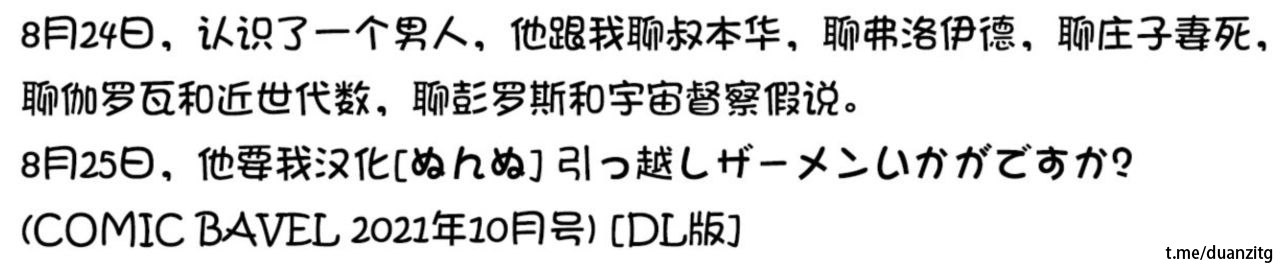 8月24日，认识了一个男人，他跟我聊叔本华，聊弗洛伊德，聊庄子妻死，
聊伽罗瓦和近世代数，聊彭罗斯和宇宙督察假说。
8月25日，他要我汉化[ぬんぬ] 引っ越しザーメンいかがですか？
(COMIC BAVEL 2021年10月号) [DL版]
t.me/duanzitg